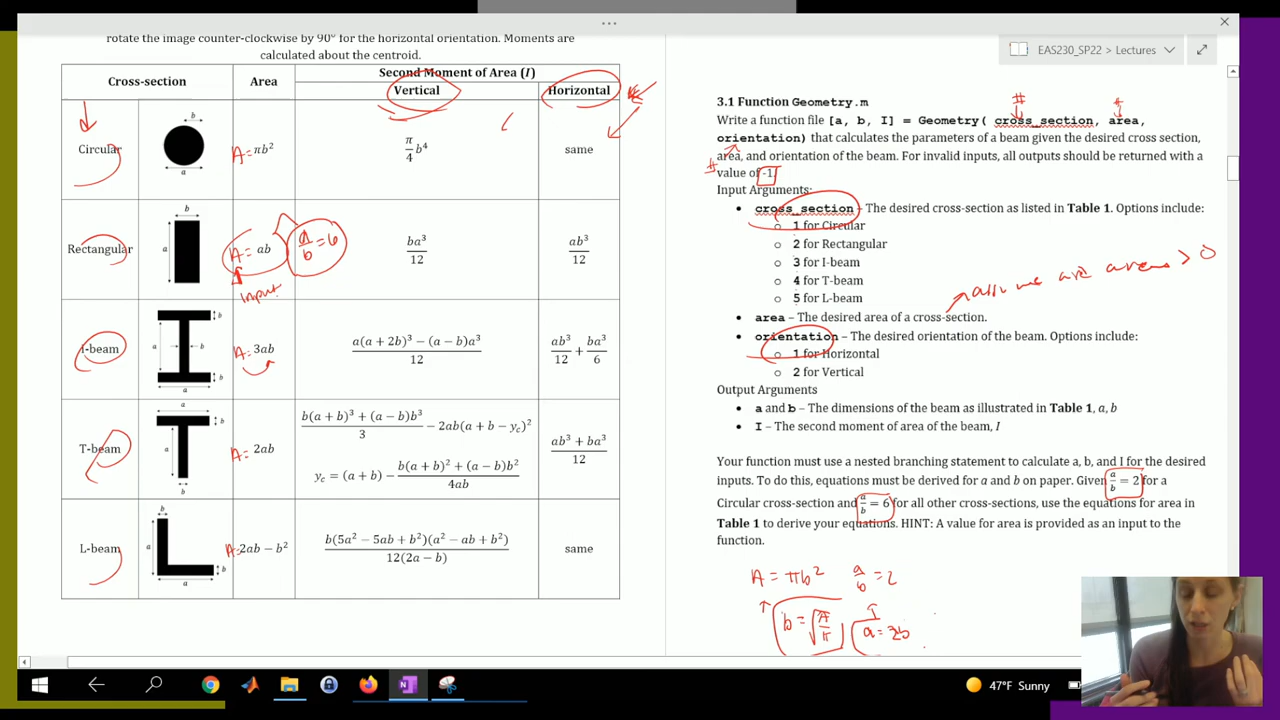 rotate the image counter-clockwise by 90° for the horizontal orientation. Moments are
calculated about the centroid.
Cross-section Area Second Moment of Area (I)
Vertical Horizontal
Circular b a A= πb² π/4 b⁴ same
Rectangular b a A= ab a/b = 6 ba³/12 ab³/12
input
I-beam b a b b a A= 3ab (a(a + 2b)³ − (a − b)a³)/12 ab³/12 + ba³/6
T-beam a b a b A= 2ab (b(a + b)³ + (a − b)b³)/3 − 2ab(a + b − y_c)² (ab³ + ba³)/12
y_c = (a + b) − (b(a + b)² + (a − b)b²)/4ab
L-beam b a b a A= 2ab − b² b(5a² − 5ab + b²)(a² − ab + b²)/12(2a − b) same
EAS230_SP22 > Lectures
3.1 Function Geometry.m
# #
Write a function file [a, b, I] = Geometry( cross_section, area,
orientation) that calculates the parameters of a beam given the desired cross section,
area, and orientation of the beam. For invalid inputs, all outputs should be returned with a
# value of -1.
Input Arguments:
• cross_section – The desired cross-section as listed in Table 1. Options include:
○ 1 for Circular
○ 2 for Rectangular
○ 3 for I-beam
○ 4 for T-beam
○ 5 for L-beam
assume areas > 0
• area – The desired area of a cross-section.
• orientation – The desired orientation of the beam. Options include:
○ 1 for Horizontal
○ 2 for Vertical
Output Arguments
• a and b – The dimensions of the beam as illustrated in Table 1, a, b
• I – The second moment of area of the beam, I
Your function must use a nested branching statement to calculate a, b, and I for the desired
inputs. To do this, equations must be derived for a and b on paper. Given a/b = 2 for a
Circular cross-section and a/b = 6 for all other cross-sections, use the equations for area in
Table 1 to derive your equations. HINT: A value for area is provided as an input to the
function.
A = πb² a/b = 2
b = √(A/π) a = 2b
47°F Sunny